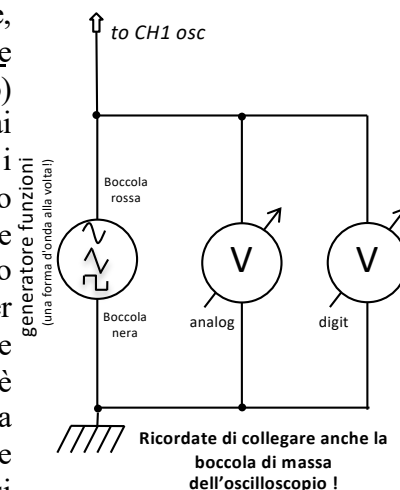 to CH1 osc
generatore funzioni
(una forma d'onda alla volta!)
Boccola
rossa
V
V
Boccola
nera
analog
digit
Ricordate di collegare anche la
boccola di massa
dell'oscilloscopio !